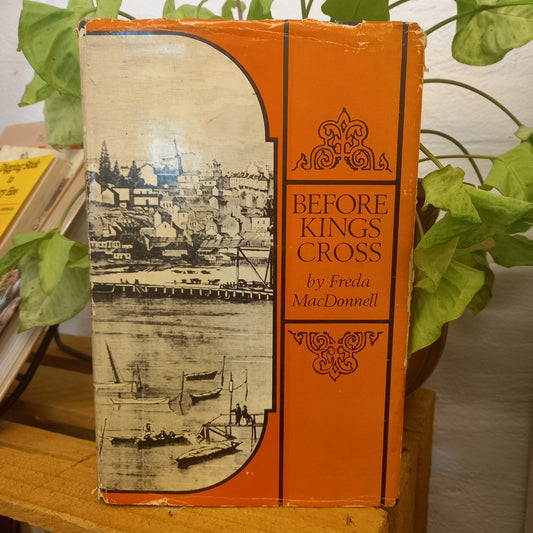 BEFORE
KINGS
CROSS
by Freda
MacDonnell